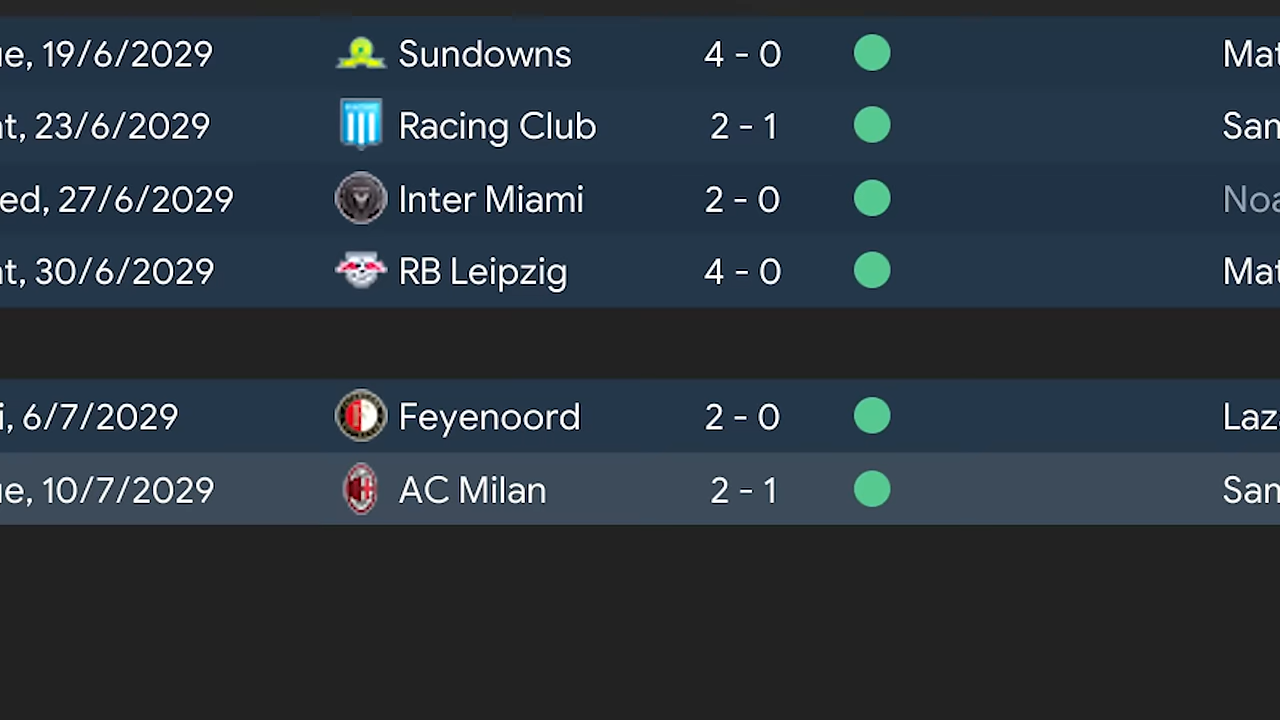 ue, 19/6/2029 Sundowns 4 - 0 Mat
at, 23/6/2029 Racing Club 2 - 1 San
ed, 27/6/2029 Inter Miami 2 - 0 Noa
at, 30/6/2029 RB Leipzig 4 - 0 Mat
i, 6/7/2029 Feyenoord 2 - 0 Laza
ue, 10/7/2029 AC Milan 2 - 1 San